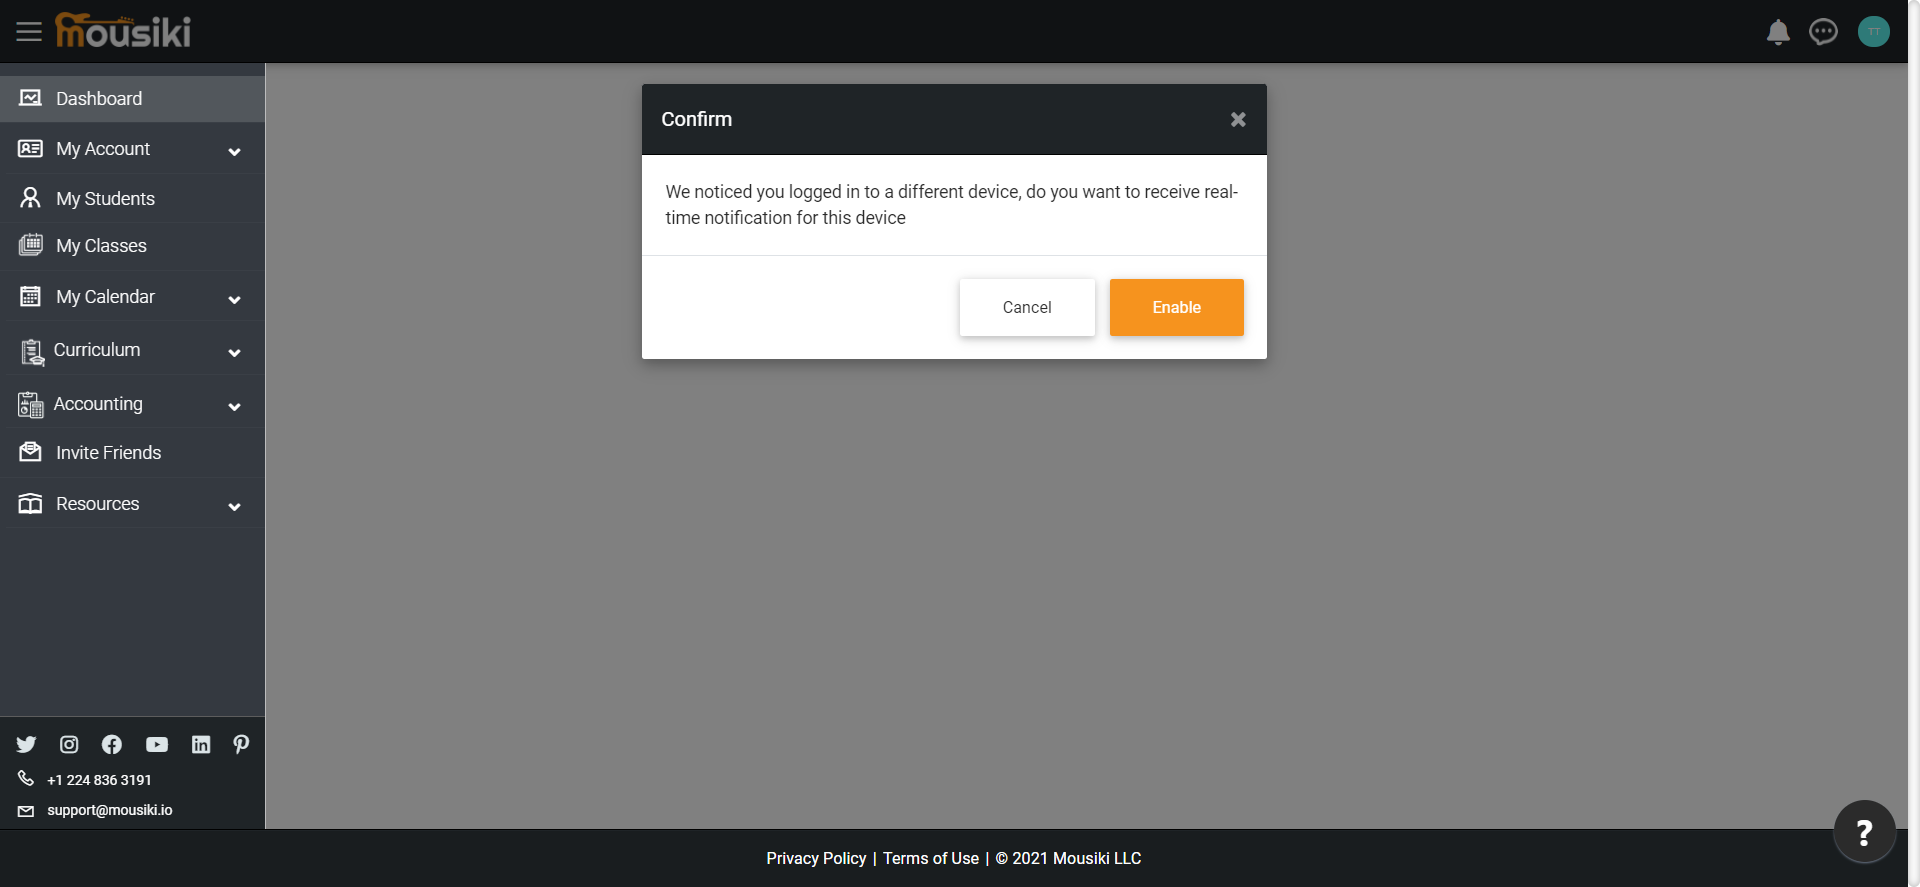 mousiki
TT
Dashboard
My Account
My Students
My Classes
My Calendar
Curriculum
Accounting
Invite Friends
Resources
+1 224 836 3191
support@mousiki.io
Confirm
We noticed you logged in to a different device, do you want to receive real-
time notification for this device
Cancel
Enable
?
Privacy Policy | Terms of Use | © 2021 Mousiki LLC